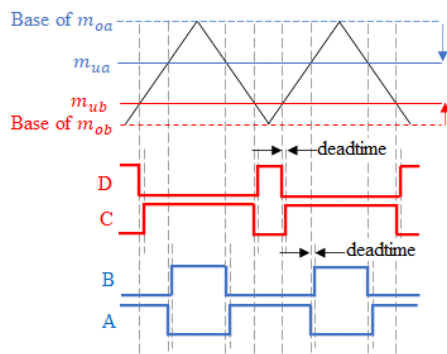 Base of m_oa
m_ua
m_ub
Base of m_ob
deadtime
D
C
deadtime
B
A